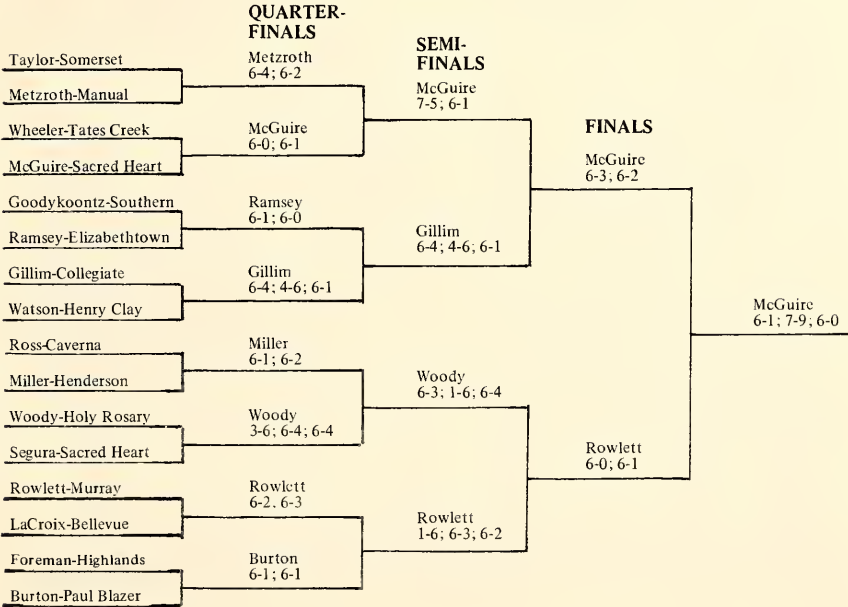 QUARTER-
FINALS
Taylor-Somerset
Metzroth-Manual
Wheeler-Tates Creek
McGuire-Sacred Heart
Goodykoontz-Southern
Ramsey-Elizabethtown
Gillim-Collegiate
Watson-Henry Clay
Ross-Caverna
Miller-Henderson
Woody-Holy Rosary
Segura-Sacred Heart
Rowlett-Murray
LaCroix-Bellevue
Foreman-Highlands
Burton-Paul Blazer
Metzroth
6-4; 6-2
McGuire
6-0; 6-1
Ramsey
6-1; 6-0
Gillim
6-4; 4-6; 6-1
Miller
6-1; 6-2
Woody
3-6; 6-4; 6-4
Rowlett
6-2, 6-3
Burton
6-1; 6-1
SEMI-
FINALS
McGuire
7-5; 6-1
Gillim
6-4; 4-6; 6-1
Woody
6-3; 1-6; 6-4
Rowlett
1-6; 6-3; 6-2
FINALS
McGuire
6-3; 6-2
Rowlett
6-0; 6-1
McGuire
6-1; 7-9; 6-0